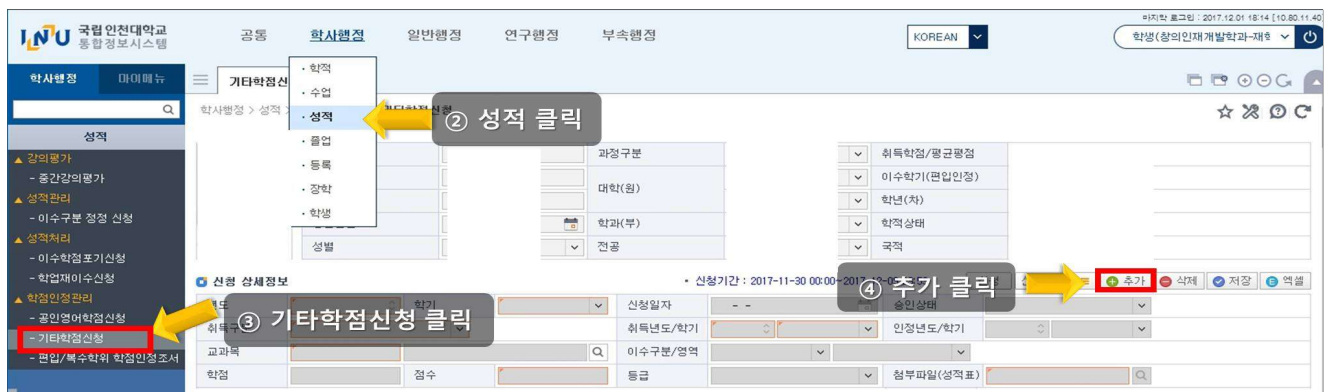 마지막 로그인 : 2017.12.01 18:14 [10.80.11.40
INU 국립인천대학교
통합정보시스템
공통 학사행정 일반행정 연구행정 부속행정
KOREAN
학생(창의인재개발학과-재학
학사행정 마이메뉴
기타학점신
학사행정 > 성적 >
· 학적
· 수업
· 성적
· 졸업
· 등록
· 장학
· 학생
② 성적 클릭
성적
▲ 강의평가
- 중간강의평가
▲ 성적관리
- 이수구분 정정 신청
▲ 성적처리
- 이수학점포기신청
- 학업재이수신청
▲ 학점인정관리
- 공인영어학점신청
- 기타학점신청
- 편입/복수학위 학점인정조서
과정구분 취득학점/평균평점
대학(원) 이수학기(편입인정)
학년(차)
학과(부) 학적상태
성별 전공 국적
신청 상세정보
• 신청기간 : 2017-11-30 00:00~2017-12-0
④ 추가 클릭
추가 삭제 저장 엑셀
③ 기타학점신청 클릭
학기 신청일자 - - 승인상태
취득년도/학기 인정년도/학기
교과목 이수구분/영역
학점 점수 등급 첨부파일(성적표)